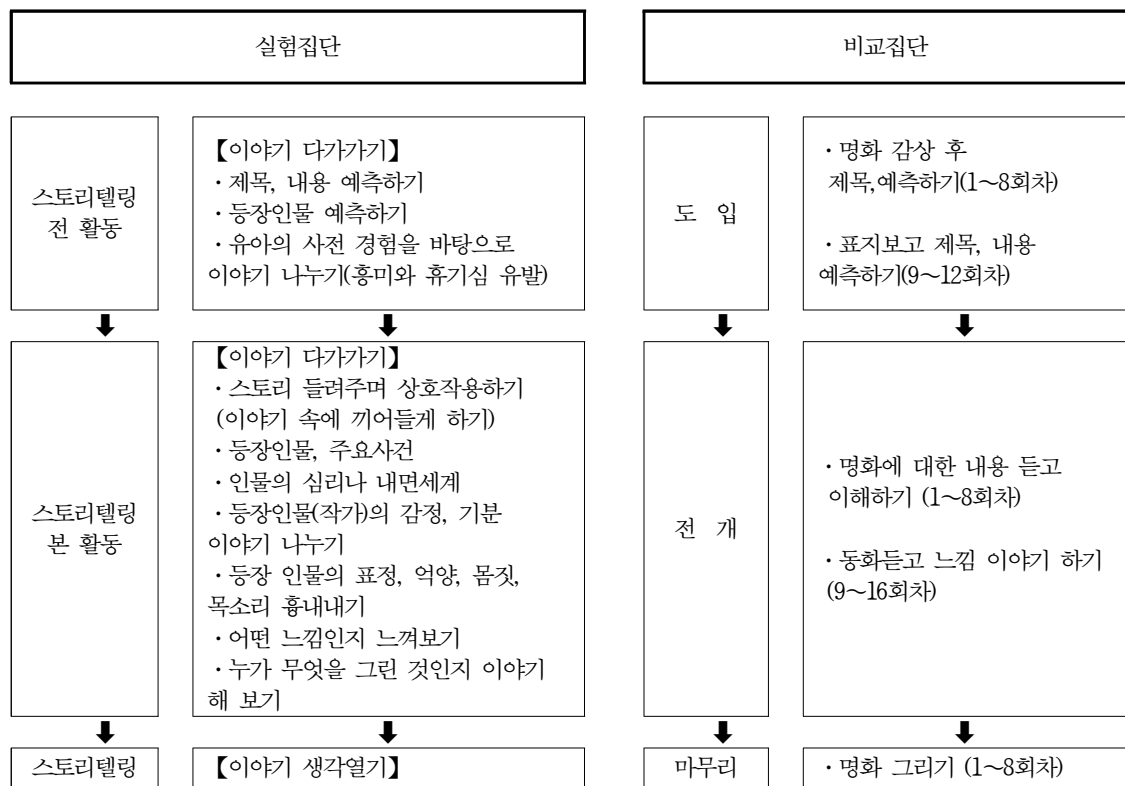 실험집단
비교집단
스토리텔링
전 활동
【이야기 다가가기】
· 제목, 내용 예측하기
· 등장인물 예측하기
· 유아의 사전 경험을 바탕으로
이야기 나누기(흥미와 휴기심 유발)
도 입
· 명화 감상 후
제목,예측하기(1~8회차)
· 표지보고 제목, 내용
예측하기(9~12회차)
스토리텔링
본 활동
【이야기 다가가기】
· 스토리 들려주며 상호작용하기
(이야기 속에 끼어들게 하기)
· 등장인물, 주요사건
· 인물의 심리나 내면세계
· 등장인물(작가)의 감정, 기분
이야기 나누기
· 등장 인물의 표정, 억양, 몸짓,
목소리 흉내내기
· 어떤 느낌인지 느껴보기
· 누가 무엇을 그린 것인지 이야기
해 보기
전 개
· 명화에 대한 내용 듣고
이해하기 (1~8회차)
· 동화듣고 느낌 이야기 하기
(9~16회차)
스토리텔링
【이야기 생각열기】
마무리
· 명화 그리기 (1~8회차)